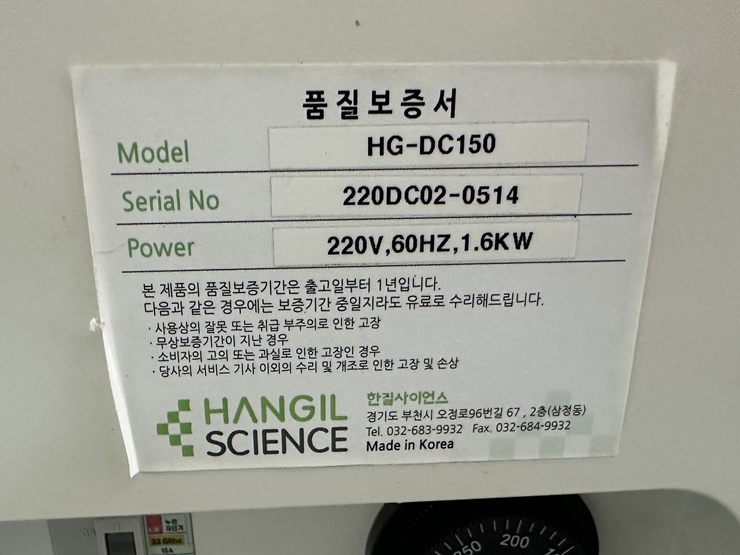 품질보증서
Model HG-DC150
Serial No 220DC02-0514
Power 220V,60HZ,1.6KW
본 제품의 품질보증기간은 출고일부터 1년입니다.
다음과 같은 경우에는 보증기간 중일지라도 유료로 수리해드립니다.
· 사용상의 잘못 또는 취급 부주의로 인한 고장
· 무상보증기간이 지난 경우
· 소비자의 고의 또는 과실로 인한 고장인 경우
· 당사의 서비스 기사 이외의 수리 및 개조로 인한 고장 및 손상
HANGIL
SCIENCE
한길사이언스
경기도 부천시 오정로96번길 67 , 2층(삼정동)
Tel. 032-683-9932 Fax. 032-684-9932
Made in Korea
누전
차단기
15A
250 200